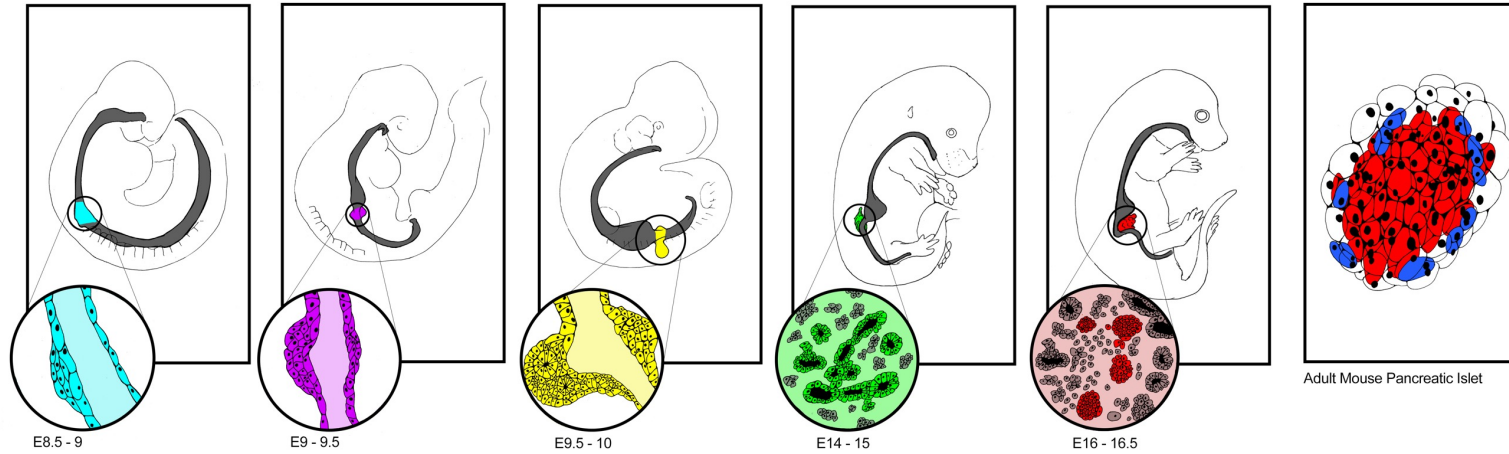 E8.5 - 9
E9 - 9.5
E9.5 - 10
E14 - 15
E16 - 16.5
Adult Mouse Pancreatic Islet